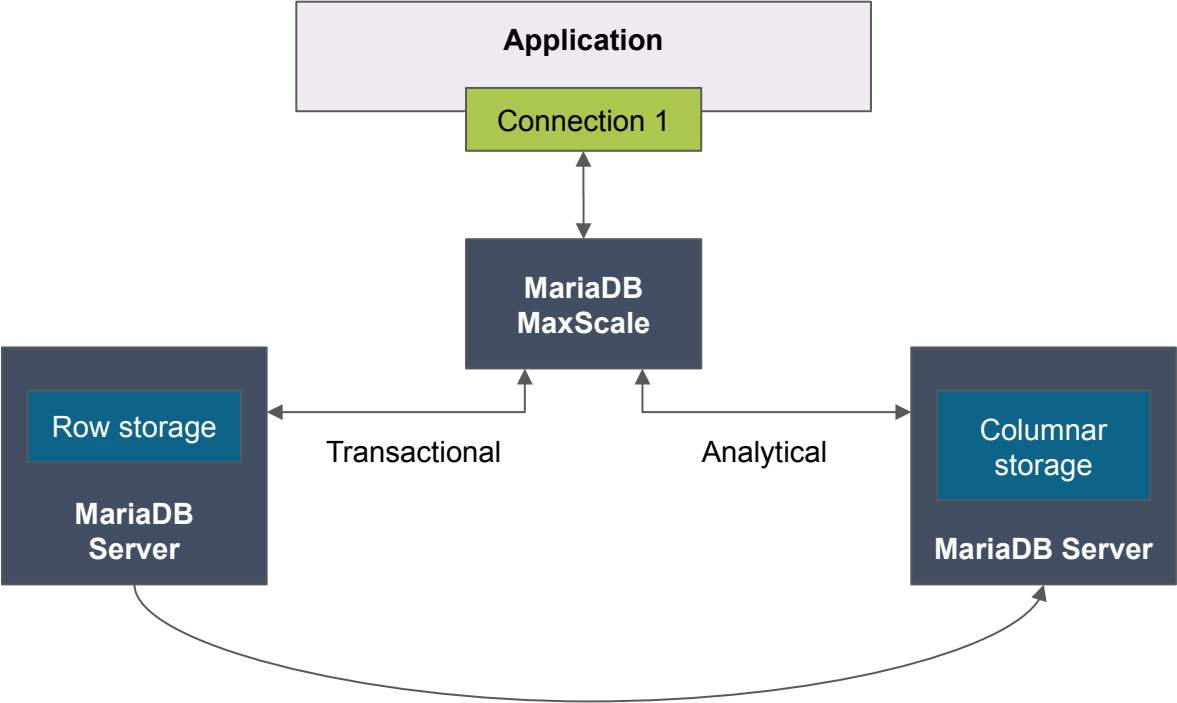 Application
Connection 1
MariaDB
MaxScale
Row storage
MariaDB
Server
Transactional
Analytical
Columnar
storage
MariaDB Server